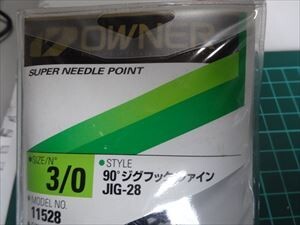 OWNER
SUPER NEEDLE POINT
SIZE/N°
3/0
STYLE
90°ジグフックファイン
JIG-28
MODEL NO.
11528